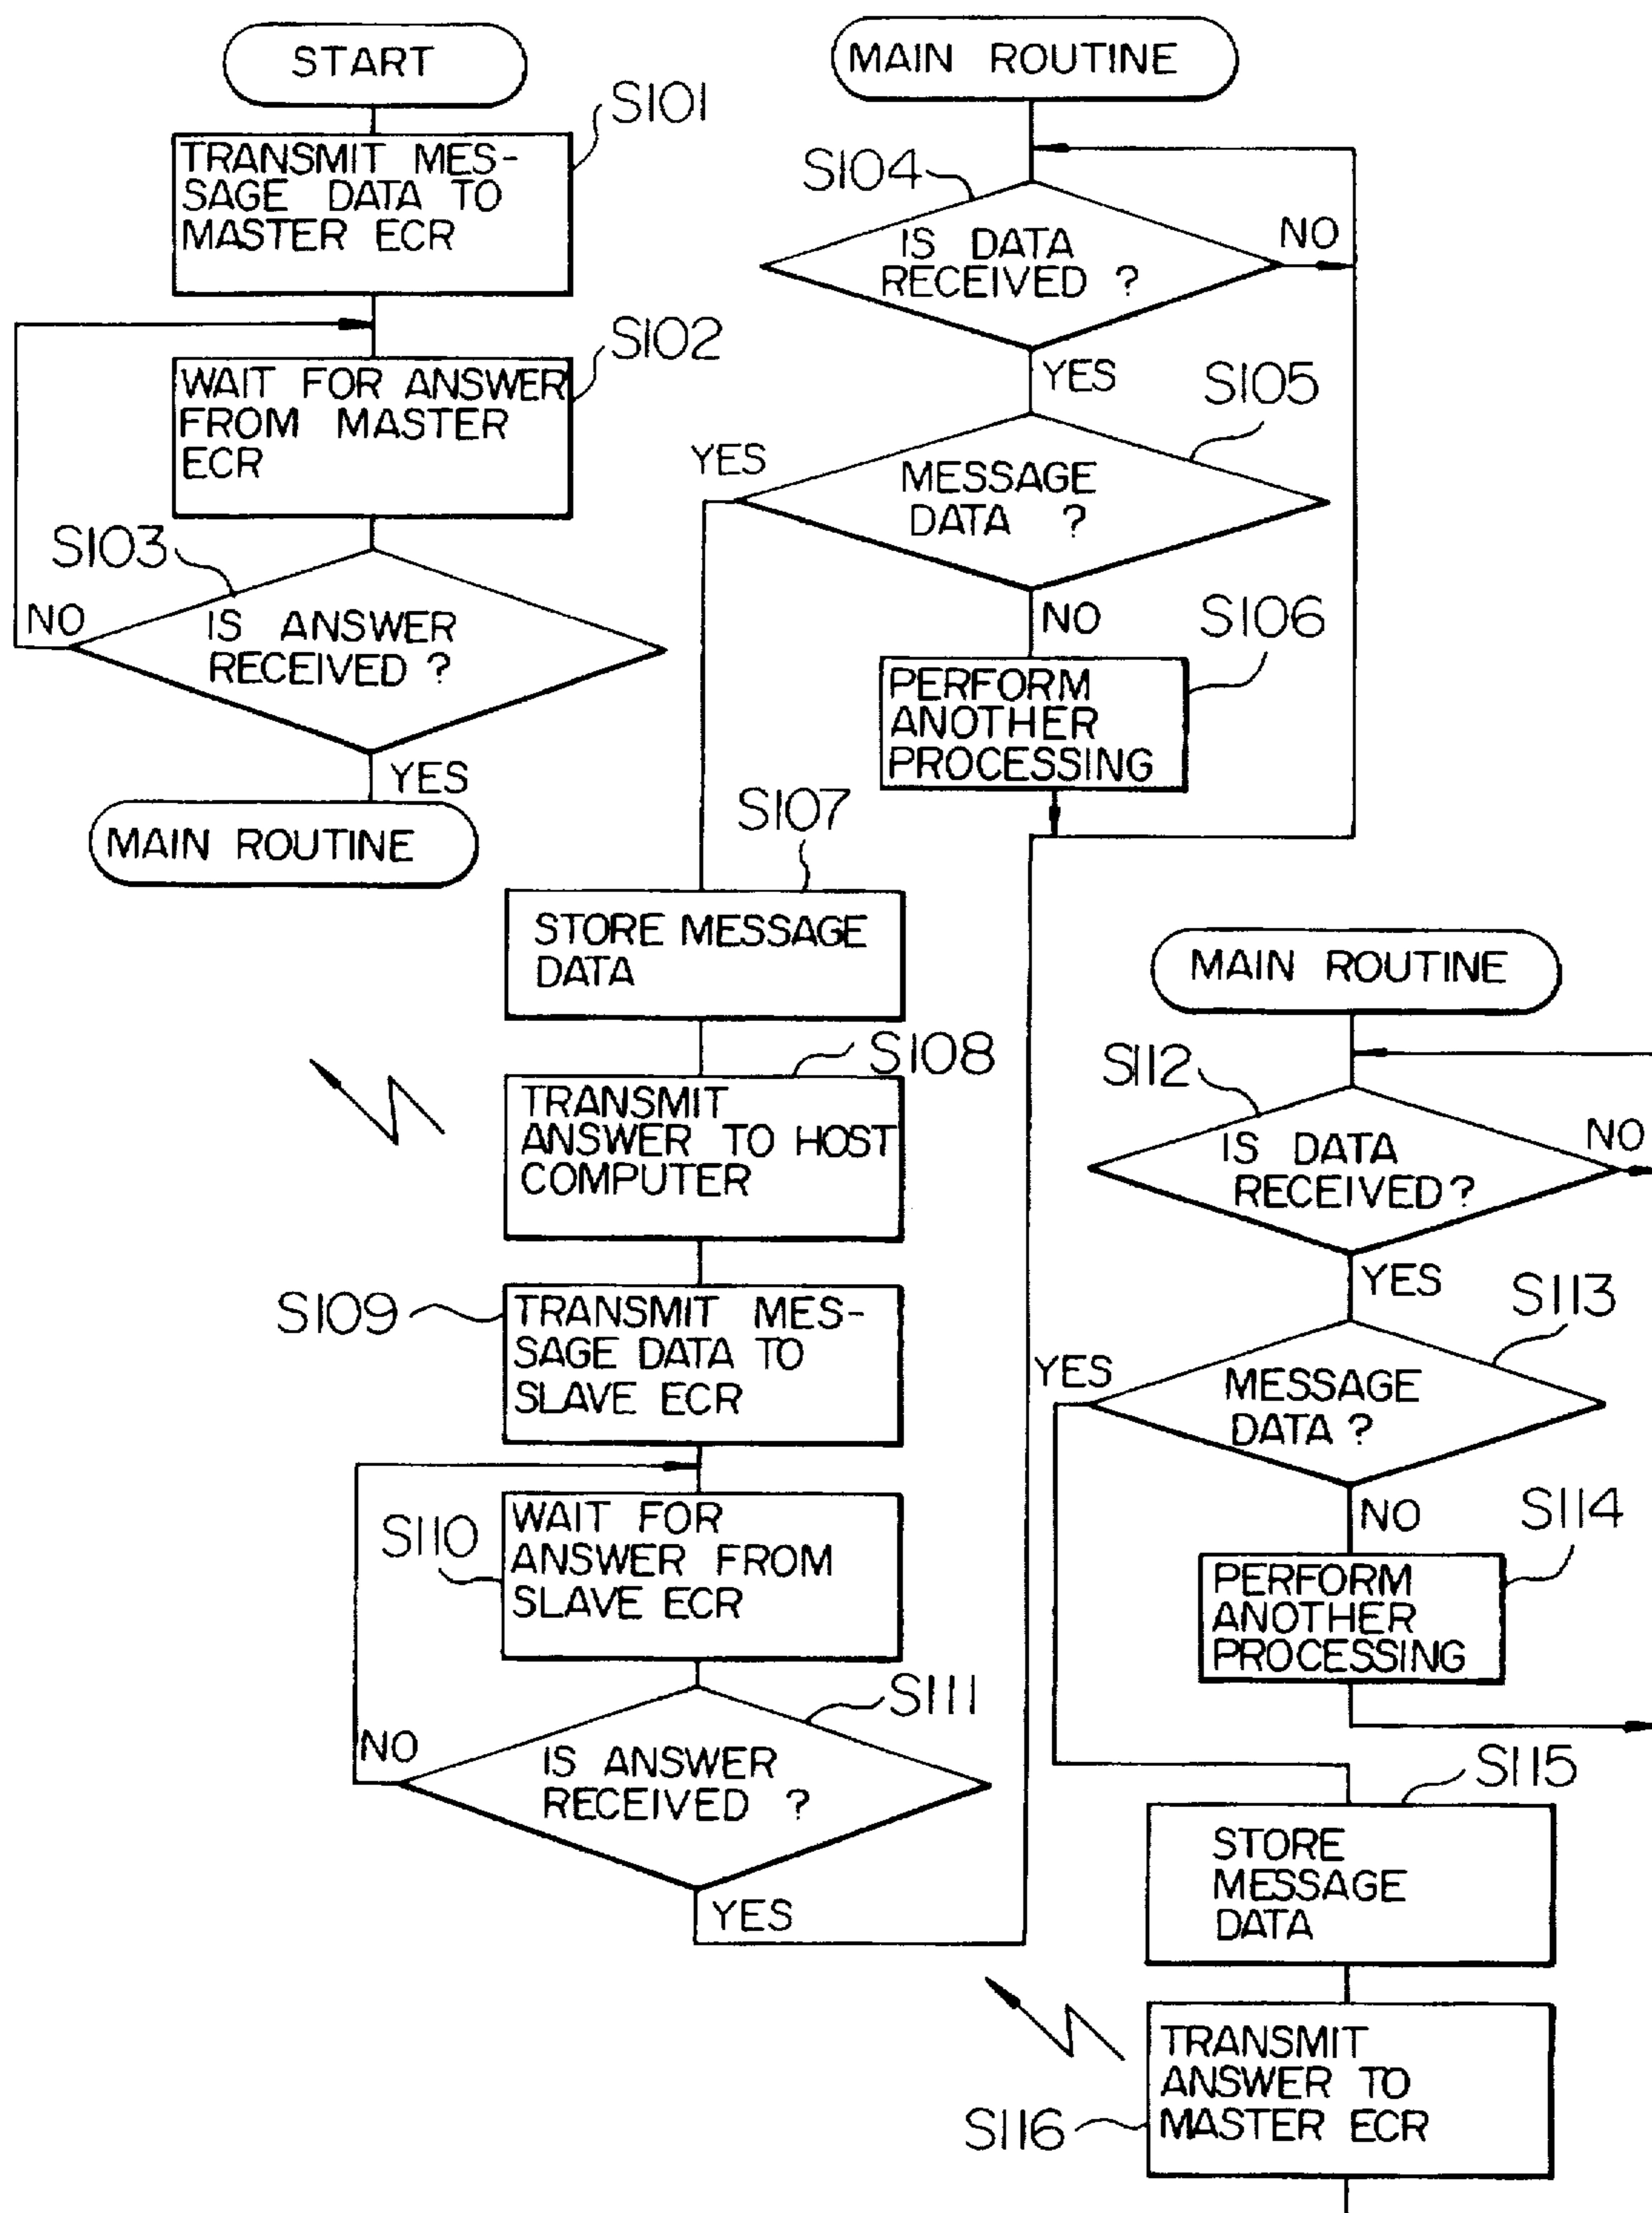 START
S101
TRANSMIT MES-
SAGE DATA TO
MASTER ECR
S102
WAIT FOR ANSWER
FROM MASTER
ECR
S103
NO
IS ANSWER
RECEIVED ?
YES
MAIN ROUTINE
MAIN ROUTINE
S104
IS DATA
RECEIVED ?
NO
YES
S105
YES
MESSAGE
DATA ?
NO
S106
PERFORM
ANOTHER
PROCESSING
S107
STORE MESSAGE
DATA
S108
TRANSMIT
ANSWER TO HOST
COMPUTER
S109
TRANSMIT MES-
SAGE DATA TO
SLAVE ECR
S110
WAIT FOR
ANSWER FROM
SLAVE ECR
S111
NO
IS ANSWER
RECEIVED ?
YES
MAIN ROUTINE
S112
IS DATA
RECEIVED?
NO
YES
S113
YES
MESSAGE
DATA ?
NO
S114
PERFORM
ANOTHER
PROCESSING
S115
STORE
MESSAGE
DATA
S116
TRANSMIT
ANSWER TO
MASTER ECR